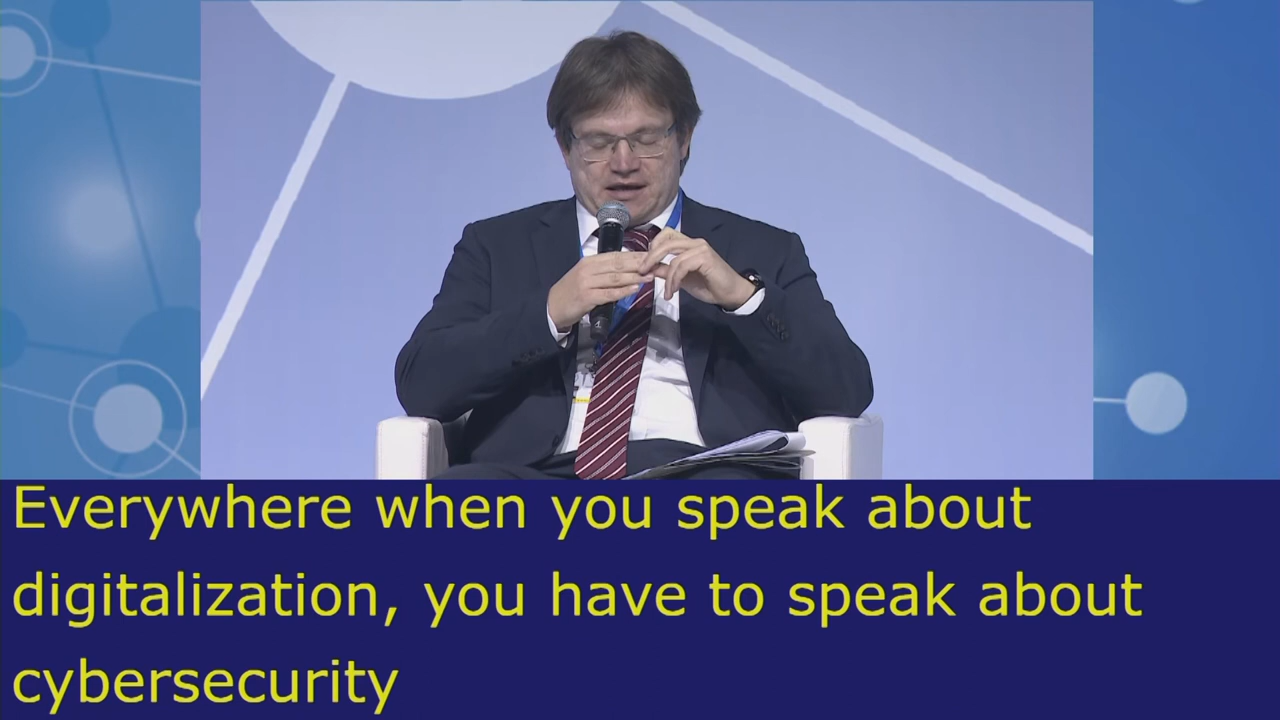 Everywhere when you speak about
digitalization, you have to speak about
cybersecurity